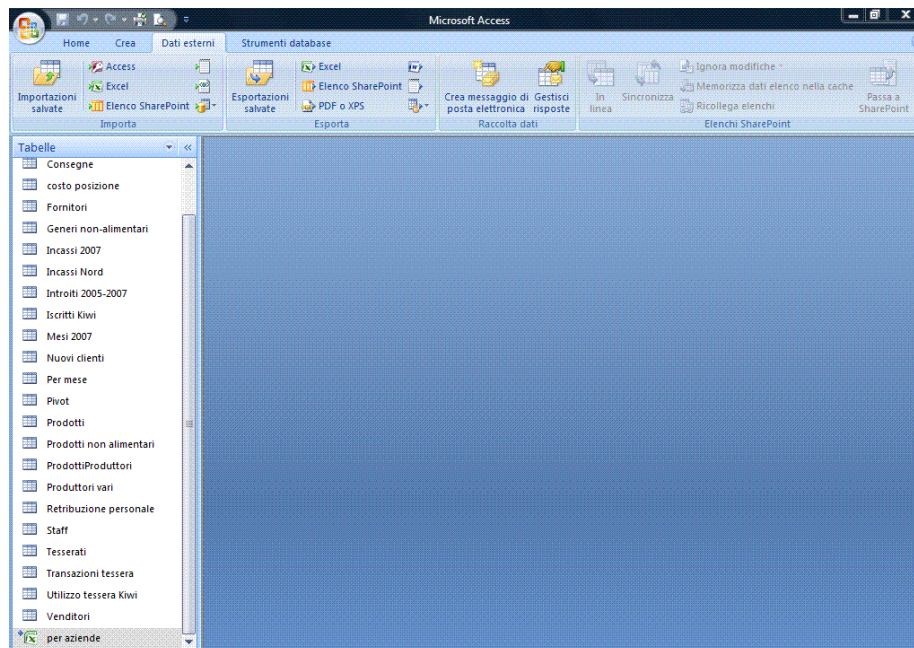 Microsoft Access
Home Crea Dati esterni Strumenti database
Importazioni salvate
Access
Excel
Elenco SharePoint
Importa
Esportazioni salvate
Excel
Elenco SharePoint
PDF o XPS
Esporta
Crea messaggio di posta elettronica
Gestisci risposte
Raccolta dati
In linea
Sincronizza
Ignora modifiche
Memorizza dati elenco nella cache
Ricollega elenchi
Passa a SharePoint
Elenchi SharePoint
Tabelle
Consegne
costo posizione
Fornitori
Generi non-alimentari
Incassi 2007
Incassi Nord
Introiti 2005-2007
Iscritti Kiwi
Mesi 2007
Nuovi clienti
Per mese
Pivot
Prodotti
Prodotti non alimentari
ProdottiProduttori
Produttori vari
Retribuzione personale
Staff
Tesserati
Transazioni tessera
Utilizzo tessera Kiwi
Venditori
per aziende